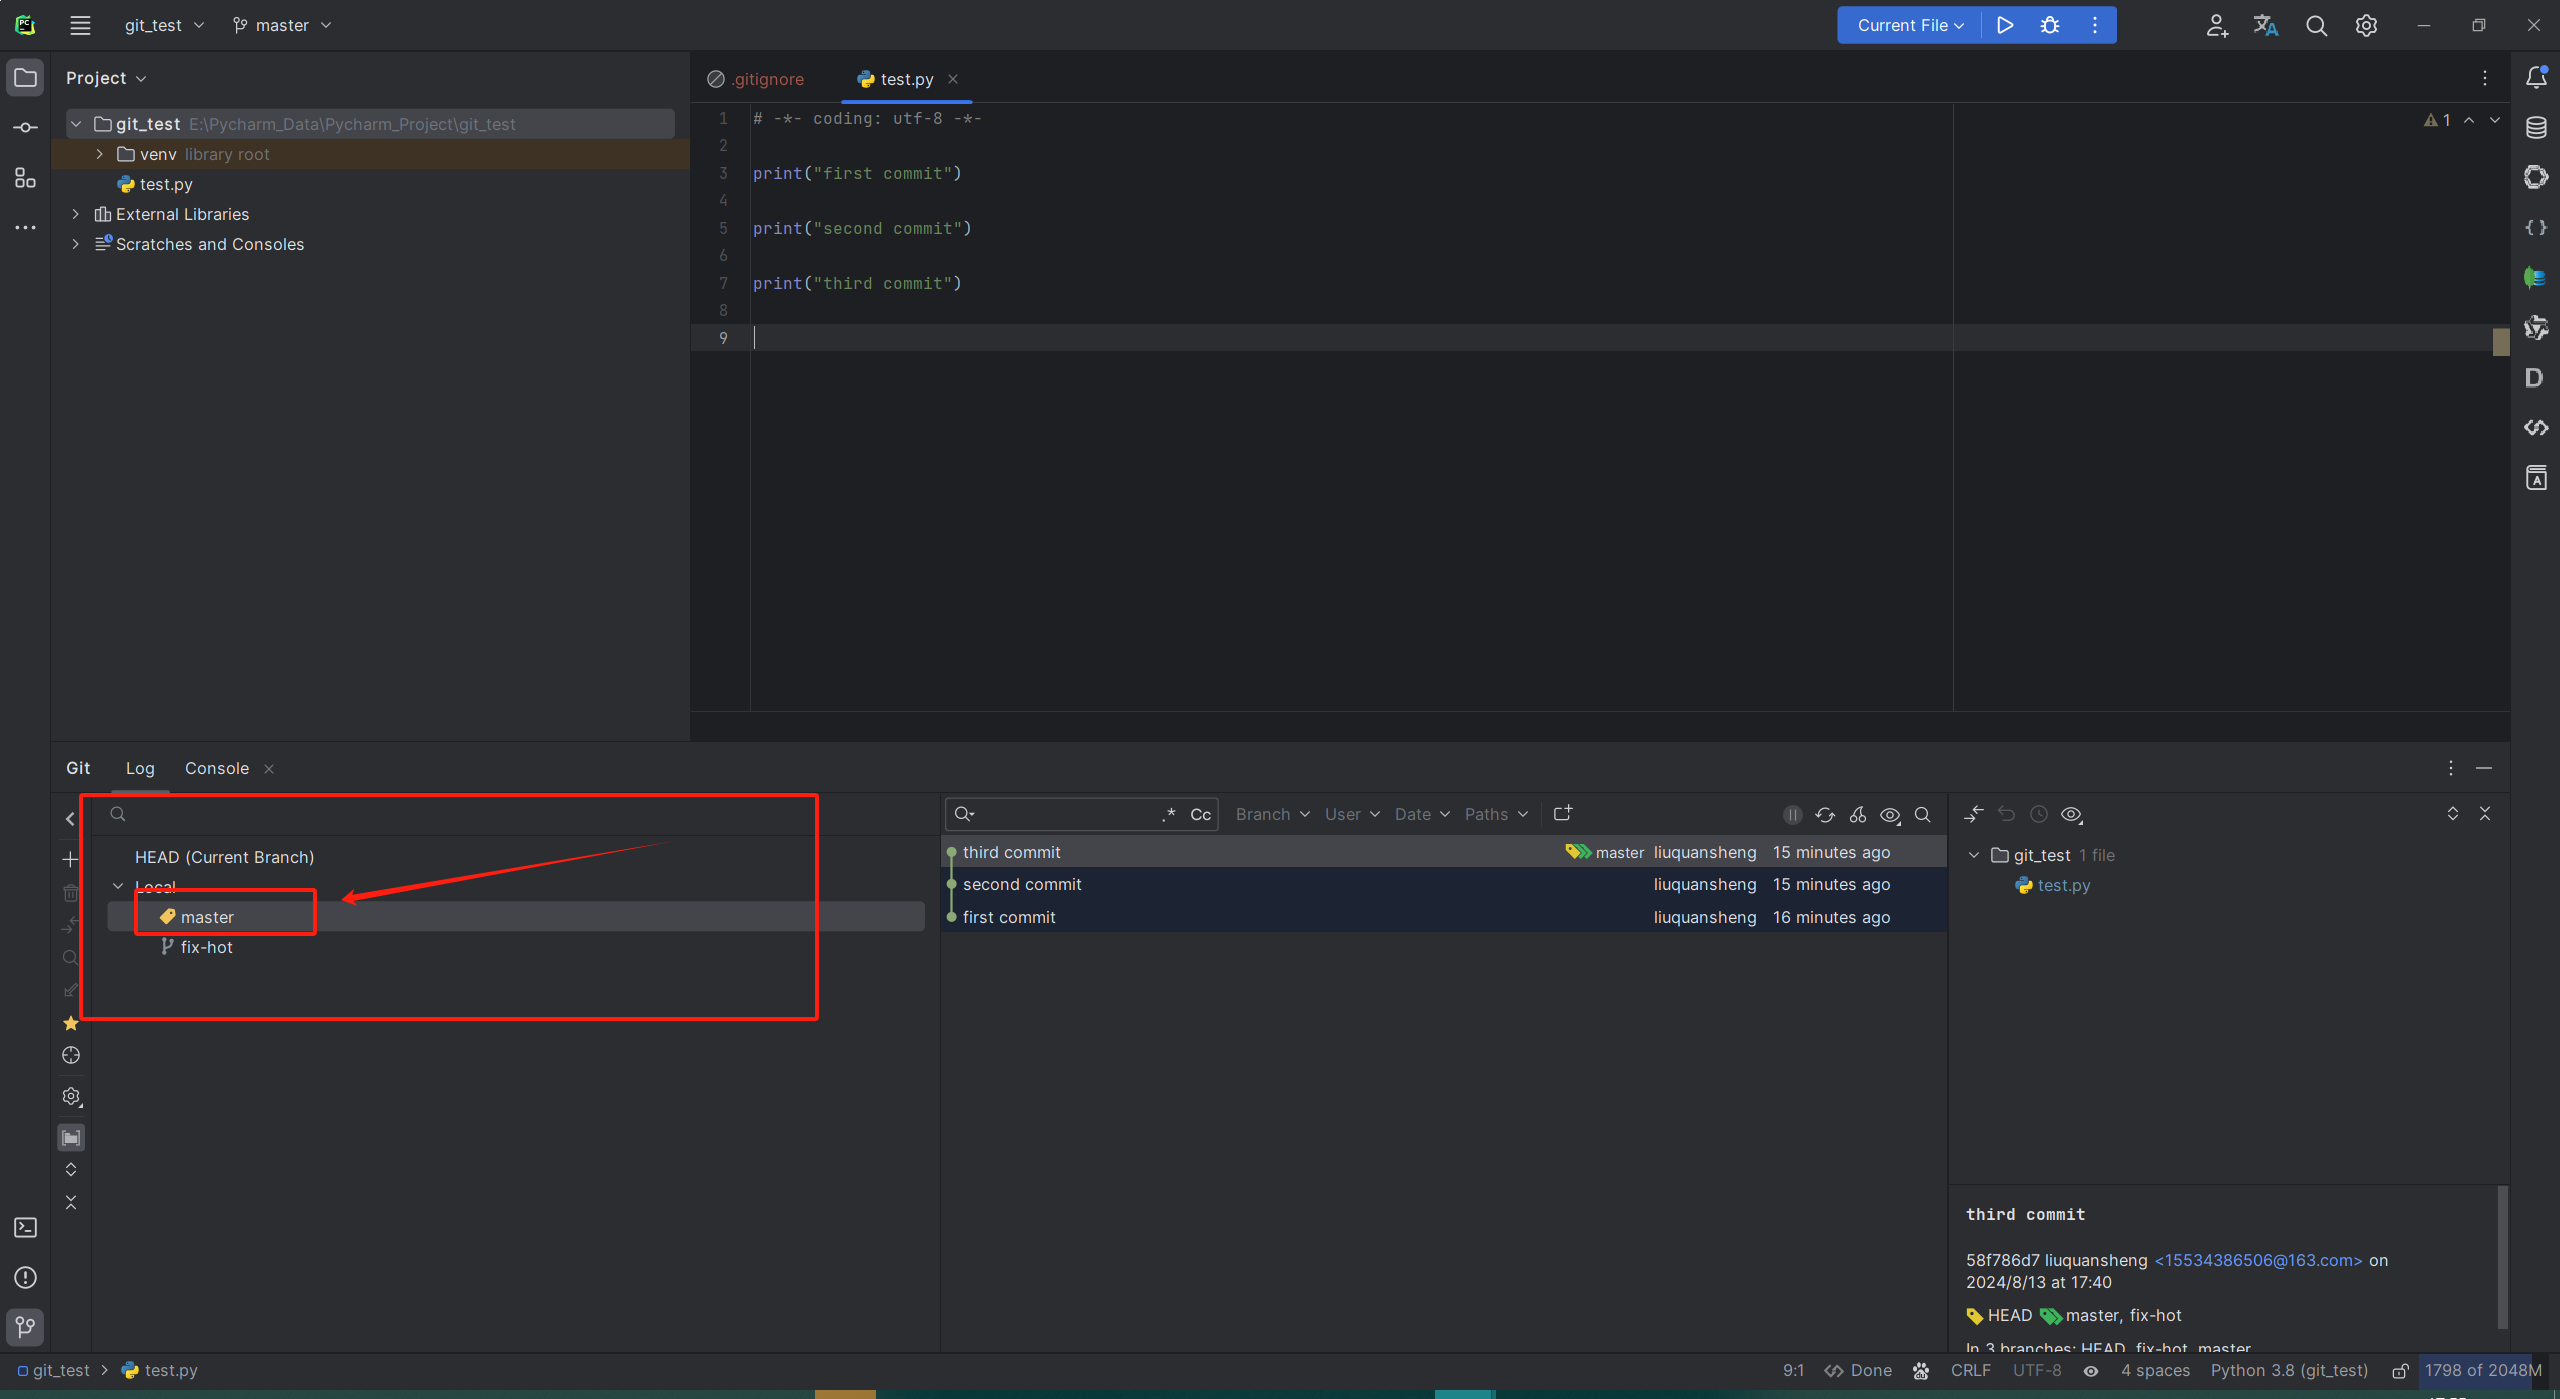 git_test master Current File
Project
git_test E:\Pycharm_Data\Pycharm_Project\git_test
venv library root
test.py
External Libraries
Scratches and Consoles
.gitignore test.py
1 # -*- coding: utf-8 -*-
2
3 print("first commit")
4
5 print("second commit")
6
7 print("third commit")
8
9
1
Git Log Console
HEAD (Current Branch)
Local
master
fix-hot
.* Cc Branch User Date Paths
third commit master liuquansheng 15 minutes ago
second commit liuquansheng 15 minutes ago
first commit liuquansheng 16 minutes ago
git_test 1 file
test.py
third commit
58f786d7 liuquansheng <15534386506@163.com> on
2024/8/13 at 17:40
HEAD master, fix-hot
In 3 branches: HEAD, fix-hot, master
git_test test.py 9:1 Done CRLF UTF-8 4 spaces Python 3.8 (git_test) 1798 of 2048M